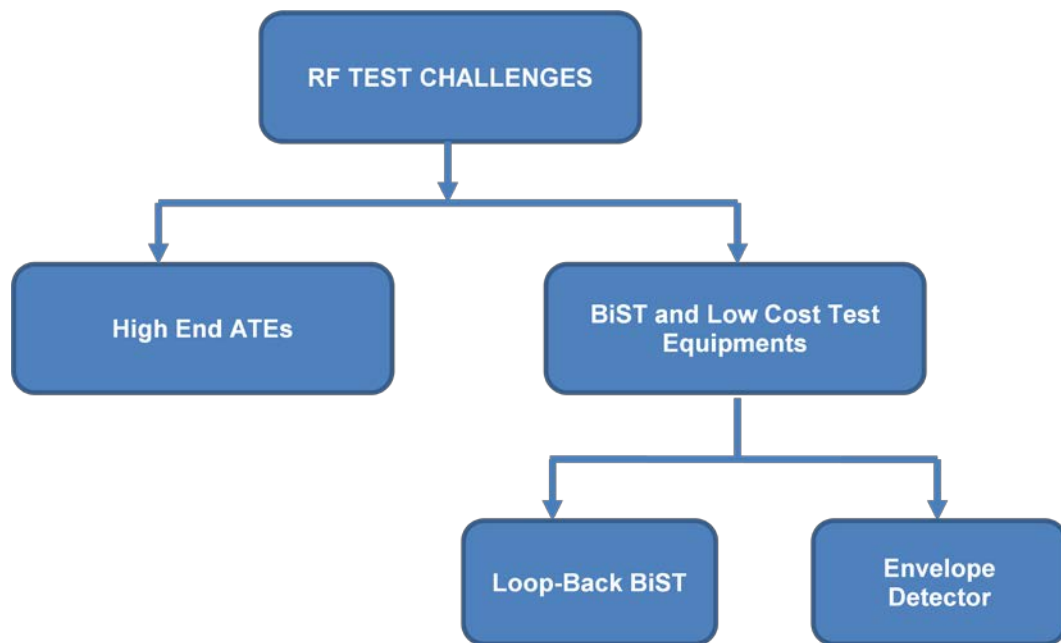 RF TEST CHALLENGES
High End ATEs
BiST and Low Cost Test
Equipments
Loop-Back BiST
Envelope
Detector